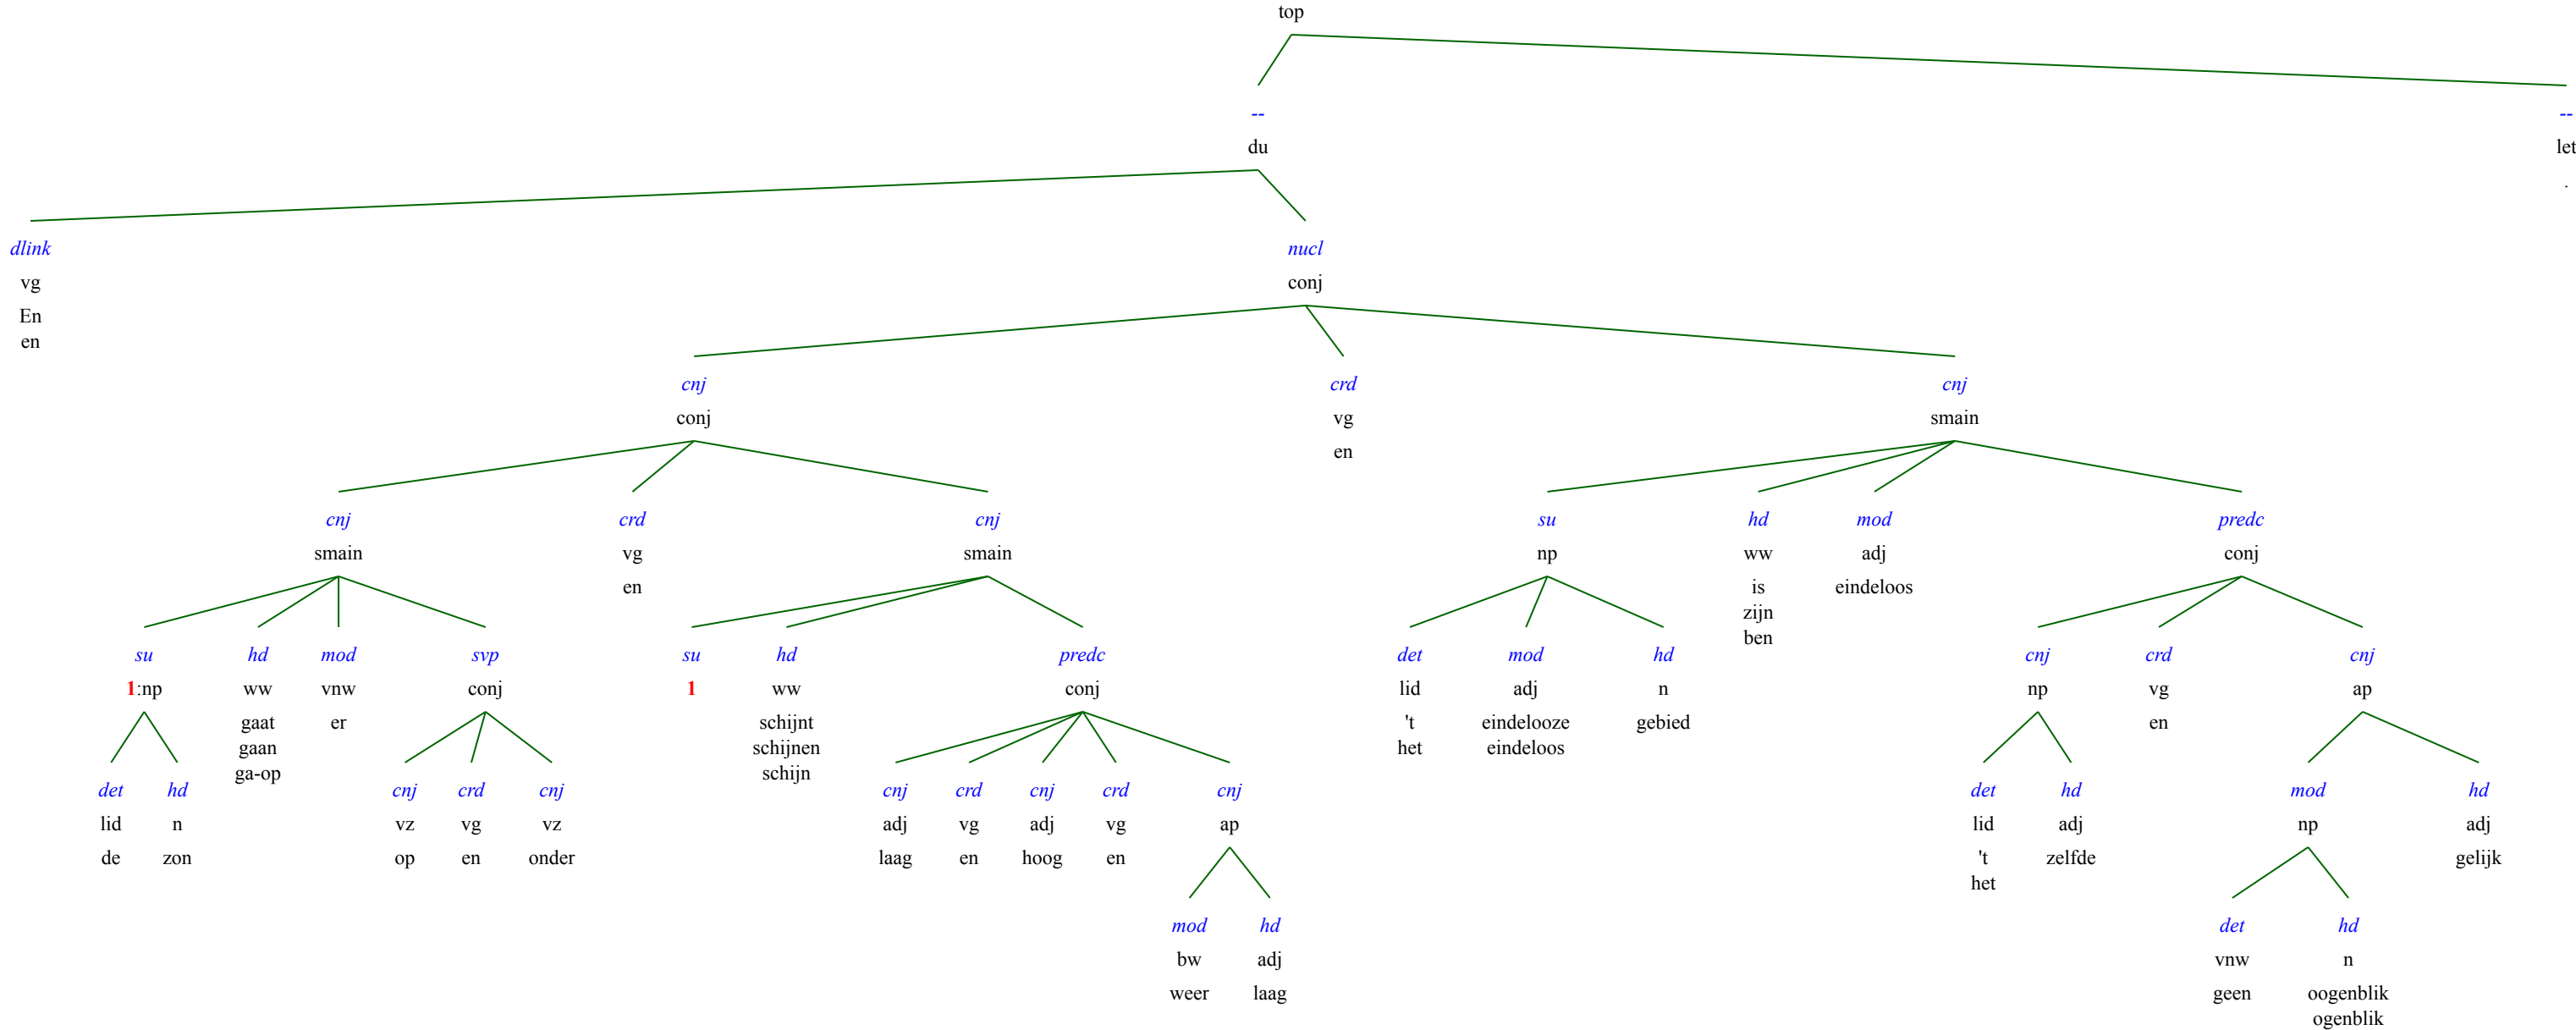 top
-- --
du let
.
dlink nucl
vg conj
En
en
cnj crd cnj
conj vg smain
en
cnj crd cnj su hd mod predc
smain vg smain np ww adj conj
en is eindeloos
zijn
ben
su hd mod svp su hd predc det mod hd cnj crd cnj
1:np ww vnw conj 1 ww conj lid adj n np vg ap
gaat er schijnt 't eindelooze gebied en
gaan schijnen het eindeloos
ga-op schijn
det hd cnj crd cnj cnj crd cnj crd cnj det hd mod hd
lid n vz vg vz adj vg adj vg ap lid adj np adj
de zon op en onder laag en hoog en 't zelfde gelijk
het
mod hd det hd
bw adj vnw n
weer laag geen oogenblik
ogenblik